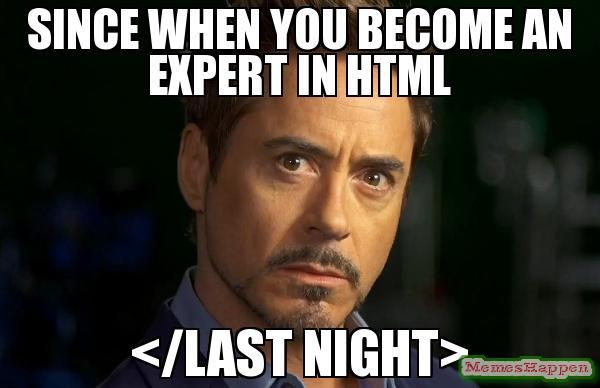 SINCE WHEN YOU BECOME AN
EXPERT IN HTML
</LAST NIGHT>
MemesHappen